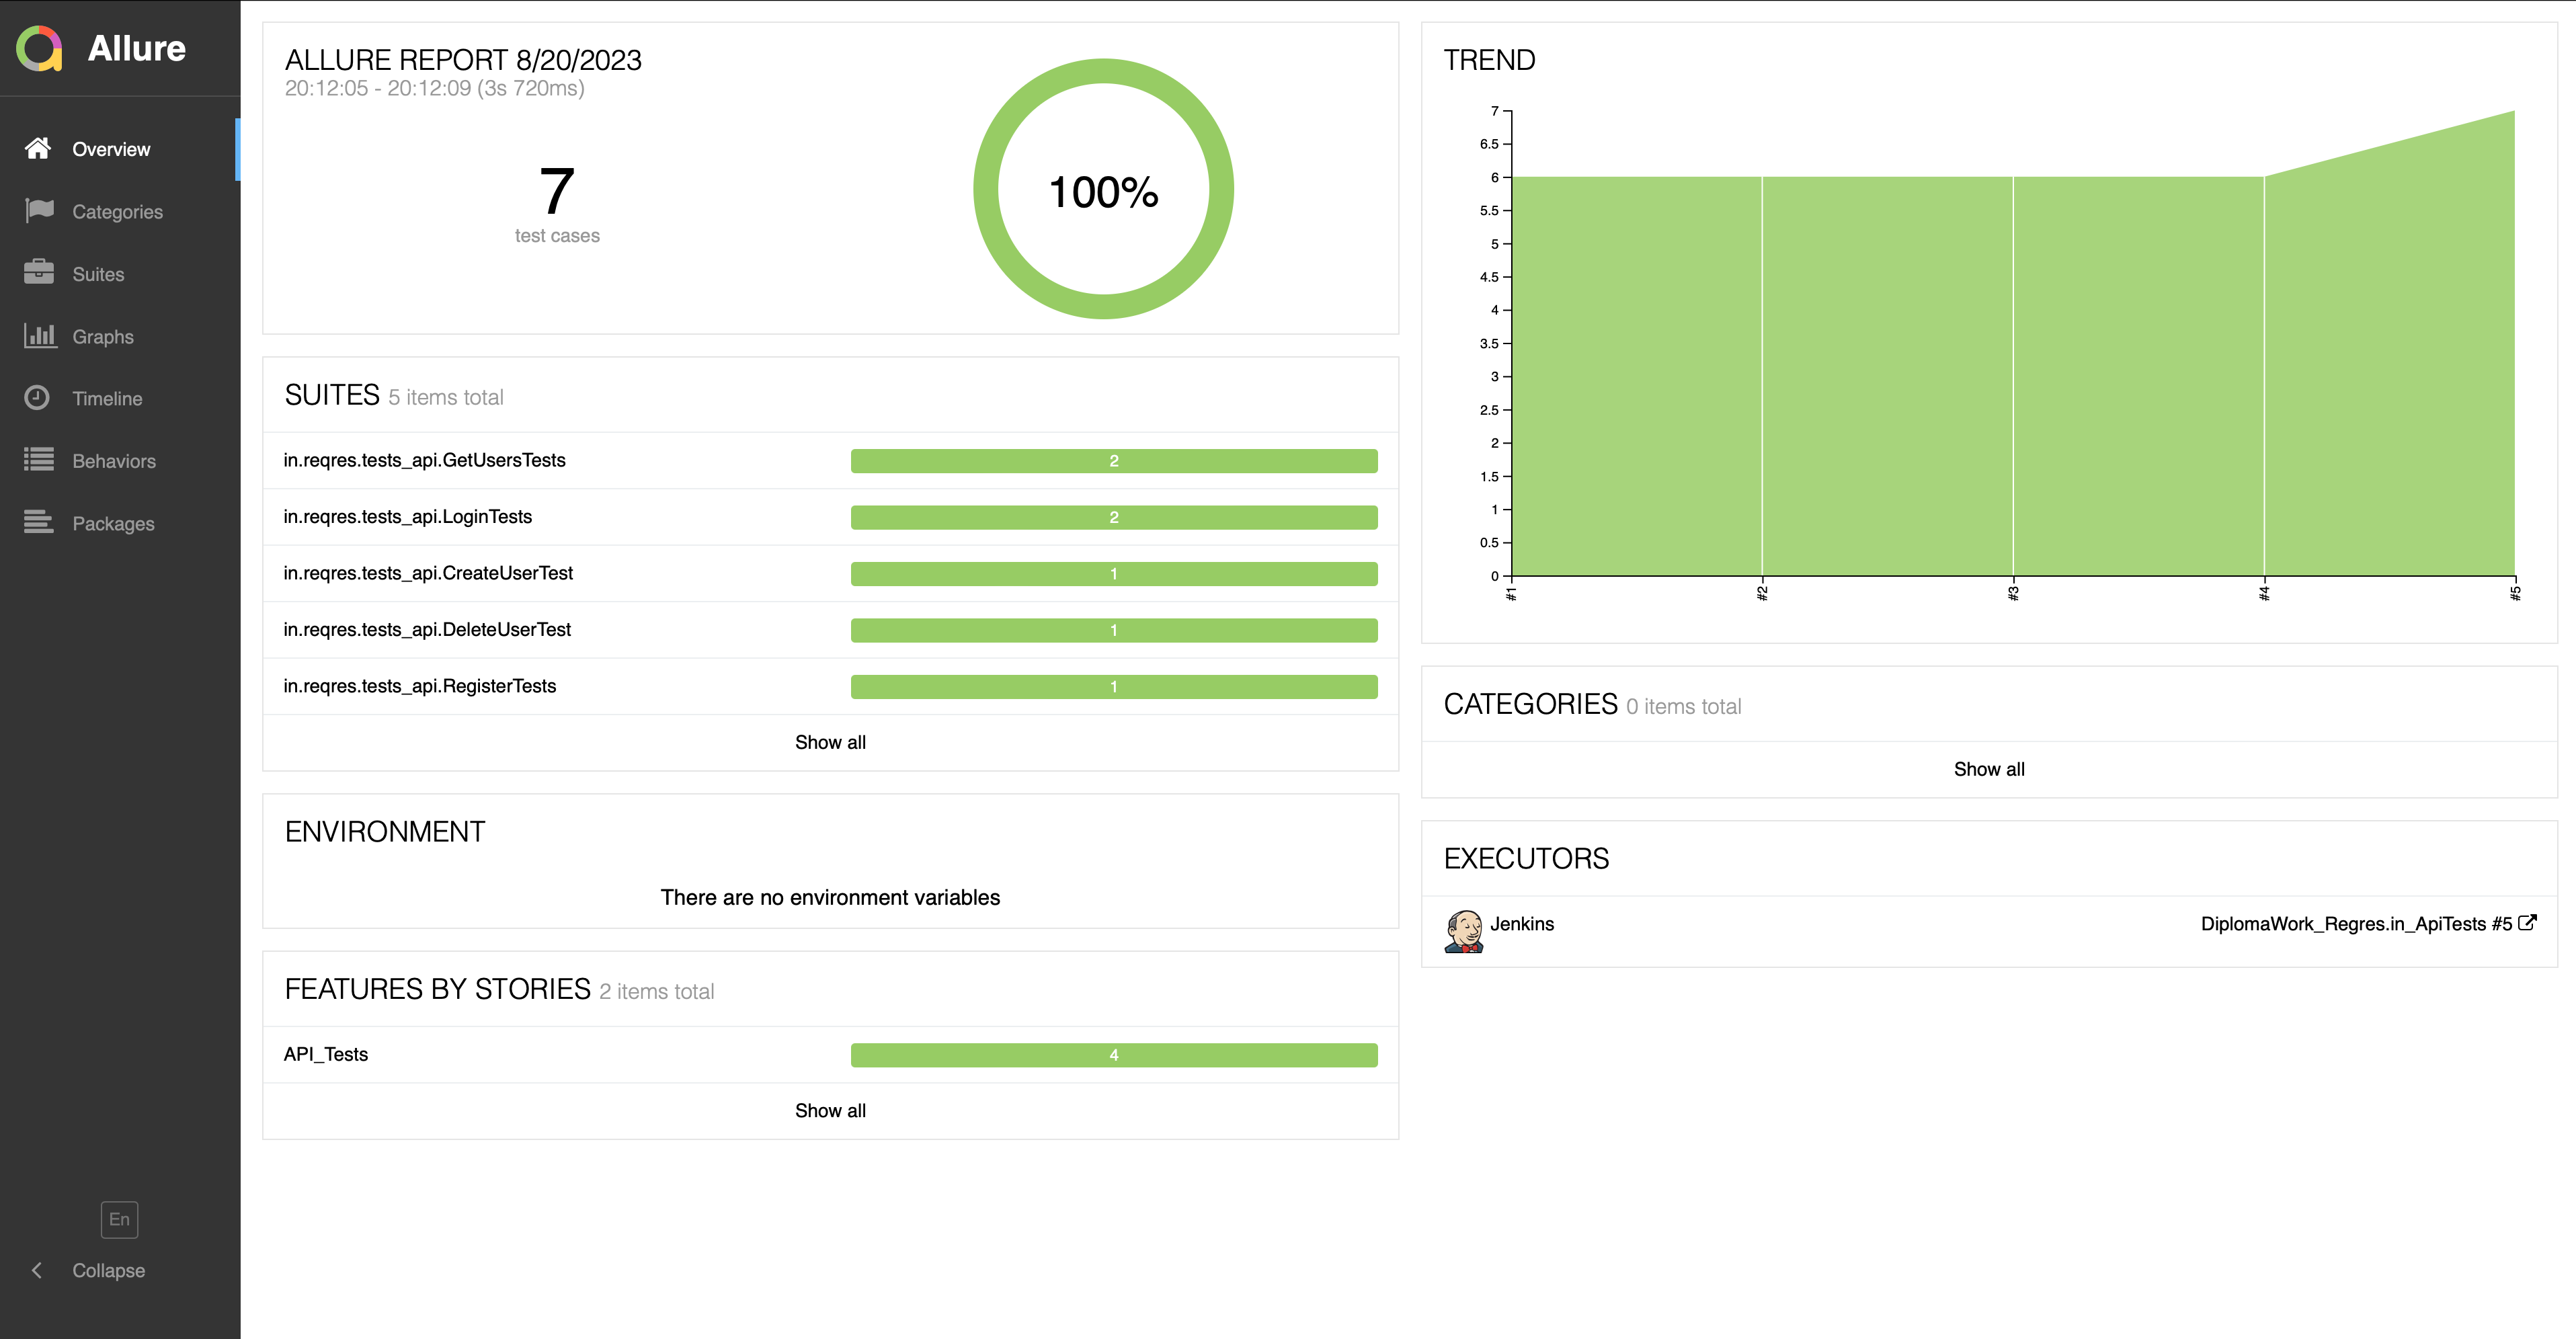 Allure
Overview
Categories
Suites
Graphs
Timeline
Behaviors
Packages
En
Collapse
ALLURE REPORT 8/20/2023
20:12:05 - 20:12:09 (3s 720ms)
7
test cases
100%
SUITES 5 items total
in.reqres.tests_api.GetUsersTests 2
in.reqres.tests_api.LoginTests 2
in.reqres.tests_api.CreateUserTest 1
in.reqres.tests_api.DeleteUserTest 1
in.reqres.tests_api.RegisterTests 1
Show all
ENVIRONMENT
There are no environment variables
FEATURES BY STORIES 2 items total
API_Tests 4
Show all
TREND
7
6.5
6
5.5
5
4.5
4
3.5
3
2.5
2
1.5
1
0.5
0
#1 #2 #3 #4 #5
CATEGORIES 0 items total
Show all
EXECUTORS
Jenkins DiplomaWork_Regres.in_ApiTests #5